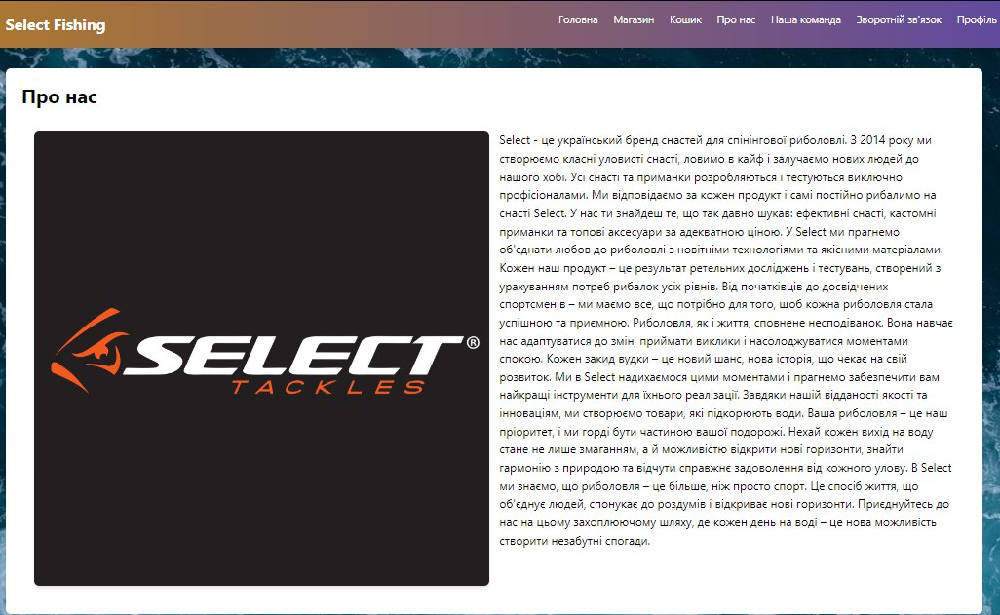 Select Fishing
Головна Магазин Кошик Про нас Наша команда Зворотній зв'язок Профіль
Про нас
SELECT®
TACKLES
Select - це український бренд снастей для спінінгової риболовлі. З 2014 року ми
створюємо класні уловисті снасті, ловимо в кайф і залучаємо нових людей до
нашого хобі. Усі снасті та приманки розробляються і тестуються виключно
професіоналами. Ми відповідаємо за кожен продукт і самі постійно рибалимо на
снасті Select. У нас ти знайдеш те, що так давно шукав: ефективні снасті, кастомні
приманки та топові аксесуари за адекватною ціною. У Select ми прагнемо
об'єднати любов до риболовлі з новітніми технологіями та якісними матеріалами.
Кожен наш продукт – це результат ретельних досліджень і тестувань, створений з
урахуванням потреб рибалок усіх рівнів. Від початківців до досвідчених
спортсменів – ми маємо все, що потрібно для того, щоб кожна риболовля стала
успішною та приємною. Риболовля, як і життя, сповнене несподіванок. Вона навчає
нас адаптуватися до змін, приймати виклики і насолоджуватися моментами
спокою. Кожен закид вудки – це новий шанс, нова історія, що чекає на свій
розвиток. Ми в Select надихаємося цими моментами і прагнемо забезпечити вам
найкращі інструменти для їхнього реалізації. Завдяки нашій відданості якості та
інноваціям, ми створюємо товари, які підкорюють води. Ваша риболовля – це наш
пріоритет, і ми горді бути частиною вашої подорожі. Нехай кожен вихід на воду
стане не лише змаганням, а й можливістю відкрити нові горизонти, знайти
гармонію з природою та відчути справжнє задоволення від кожного улову. В Select
ми знаємо, що риболовля – це більше, ніж просто спорт. Це спосіб життя, що
об'єднує людей, спонукає до роздумів і відкриває нові горизонти. Приєднуйтесь до
нас на цьому захоплюючому шляху, де кожен день на воді – це нова можливість
створити незабутні спогади.